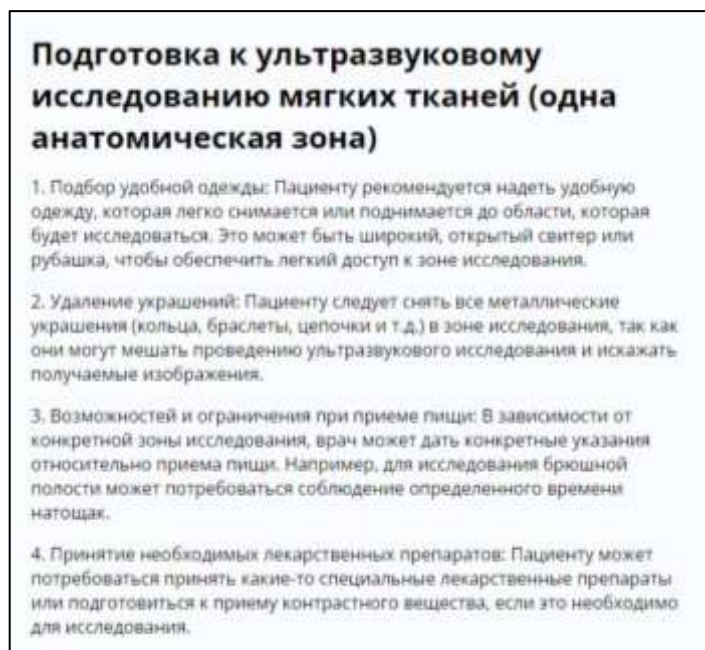 Подготовка к ультразвуковому
исследованию мягких тканей (одна
анатомическая зона)
1. Подбор удобной одежды: Пациенту рекомендуется надеть удобную
одежду, которая легко снимается или поднимается до области, которая
будет исследоваться. Это может быть широкий, открытый свитер или
рубашка, чтобы обеспечить легкий доступ к зоне исследования.
2. Удаление украшений: Пациенту следует снять все металлические
украшения (кольца, браслеты, цепочки и т.д.) в зоне исследования, так как
они могут мешать проведению ультразвукового исследования и искажать
получаемые изображения.
3. Возможностей и ограничения при приеме пищи: В зависимости от
конкретной зоны исследования, врач может дать конкретные указания
относительно приема пищи. Например, для исследования брюшной
полости может потребоваться соблюдение определенного времени
натощак.
4. Принятие необходимых лекарственных препаратов: Пациенту может
потребоваться принять какие-то специальные лекарственные препараты
или подготовиться к приему контрастного вещества, если это необходимо
для исследования.